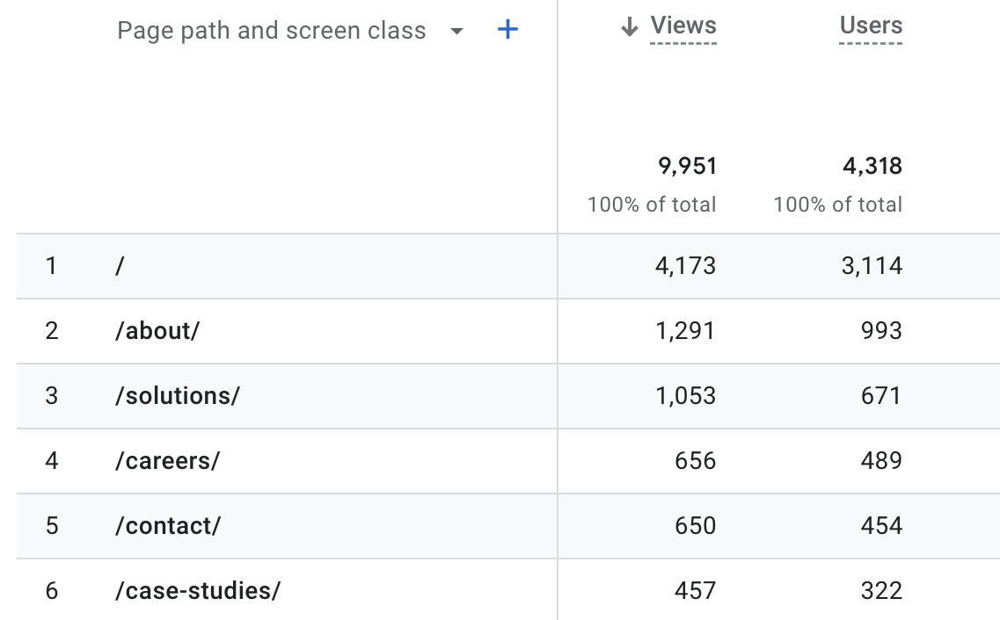 Page path and screen class Views Users
9,951 4,318
100% of total 100% of total
1 / 4,173 3,114
2 /about/ 1,291 993
3 /solutions/ 1,053 671
4 /careers/ 656 489
5 /contact/ 650 454
6 /case-studies/ 457 322